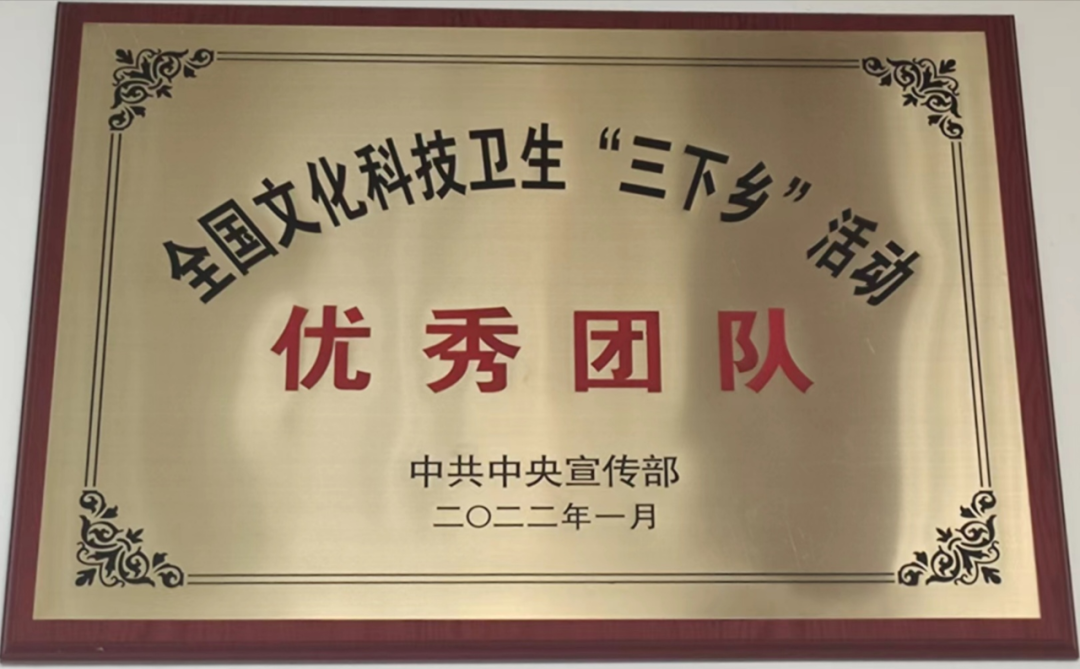 全国文化科技卫生“三下乡”活动
优秀团队
中共中央宣传部
二〇二二年一月